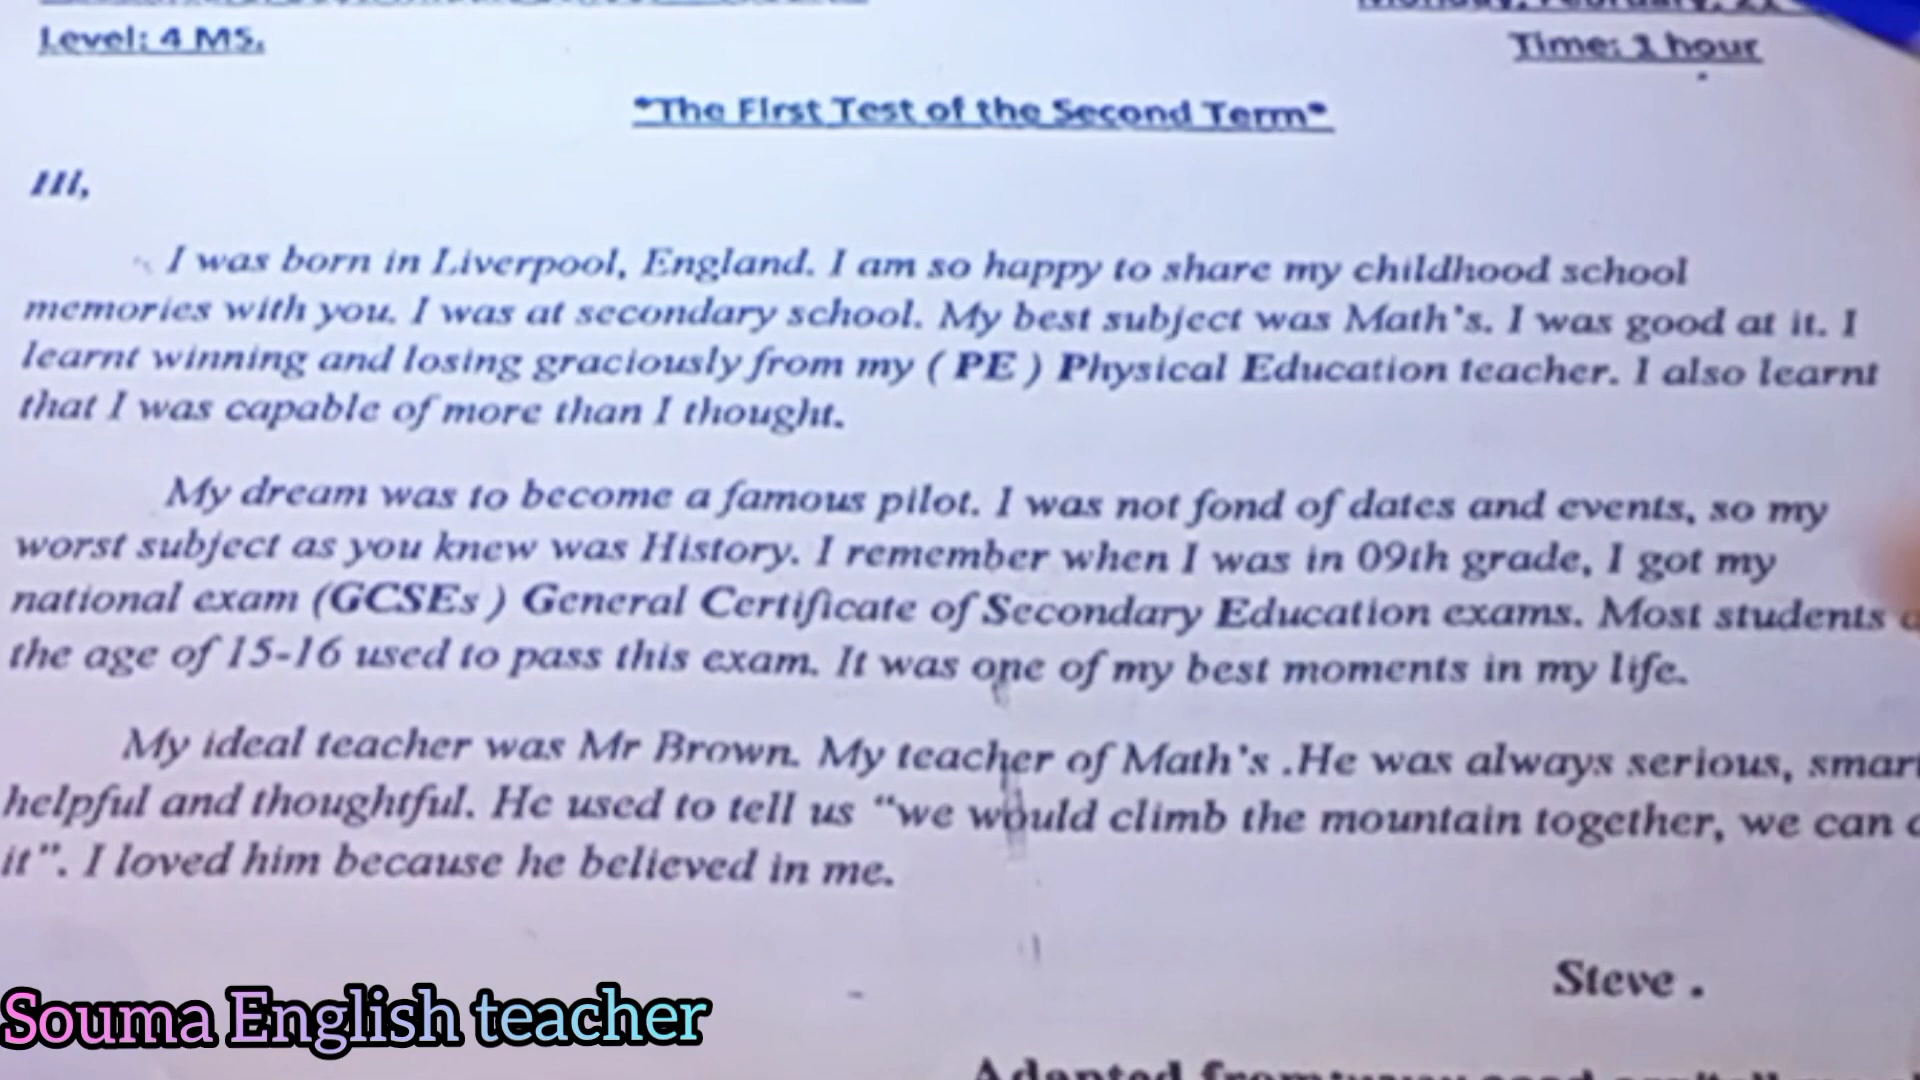 Level: 4 MS.
Time: 1 hour
*The First Test of the Second Term*
Hi,
I was born in Liverpool, England. I am so happy to share my childhood school
memories with you. I was at secondary school. My best subject was Math's. I was good at it. I
learnt winning and losing graciously from my ( PE ) Physical Education teacher. I also learnt
that I was capable of more than I thought.
My dream was to become a famous pilot. I was not fond of dates and events, so my
worst subject as you knew was History. I remember when I was in 09th grade, I got my
national exam (GCSEs ) General Certificate of Secondary Education exams. Most students
the age of 15-16 used to pass this exam. It was one of my best moments in my life.
My ideal teacher was Mr Brown. My teacher of Math's .He was always serious, smart
helpful and thoughtful. He used to tell us "we would climb the mountain together, we can
it". I loved him because he believed in me.
Steve .
Souma English teacher
Adapted from